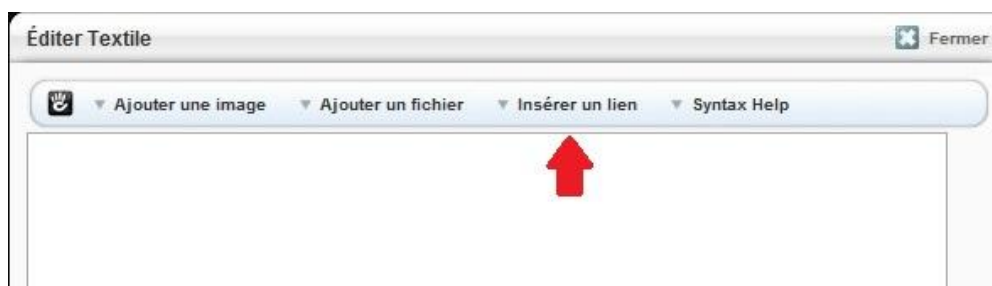 Éditer Textile Fermer
Ajouter une image Ajouter un fichier Insérer un lien Syntax Help